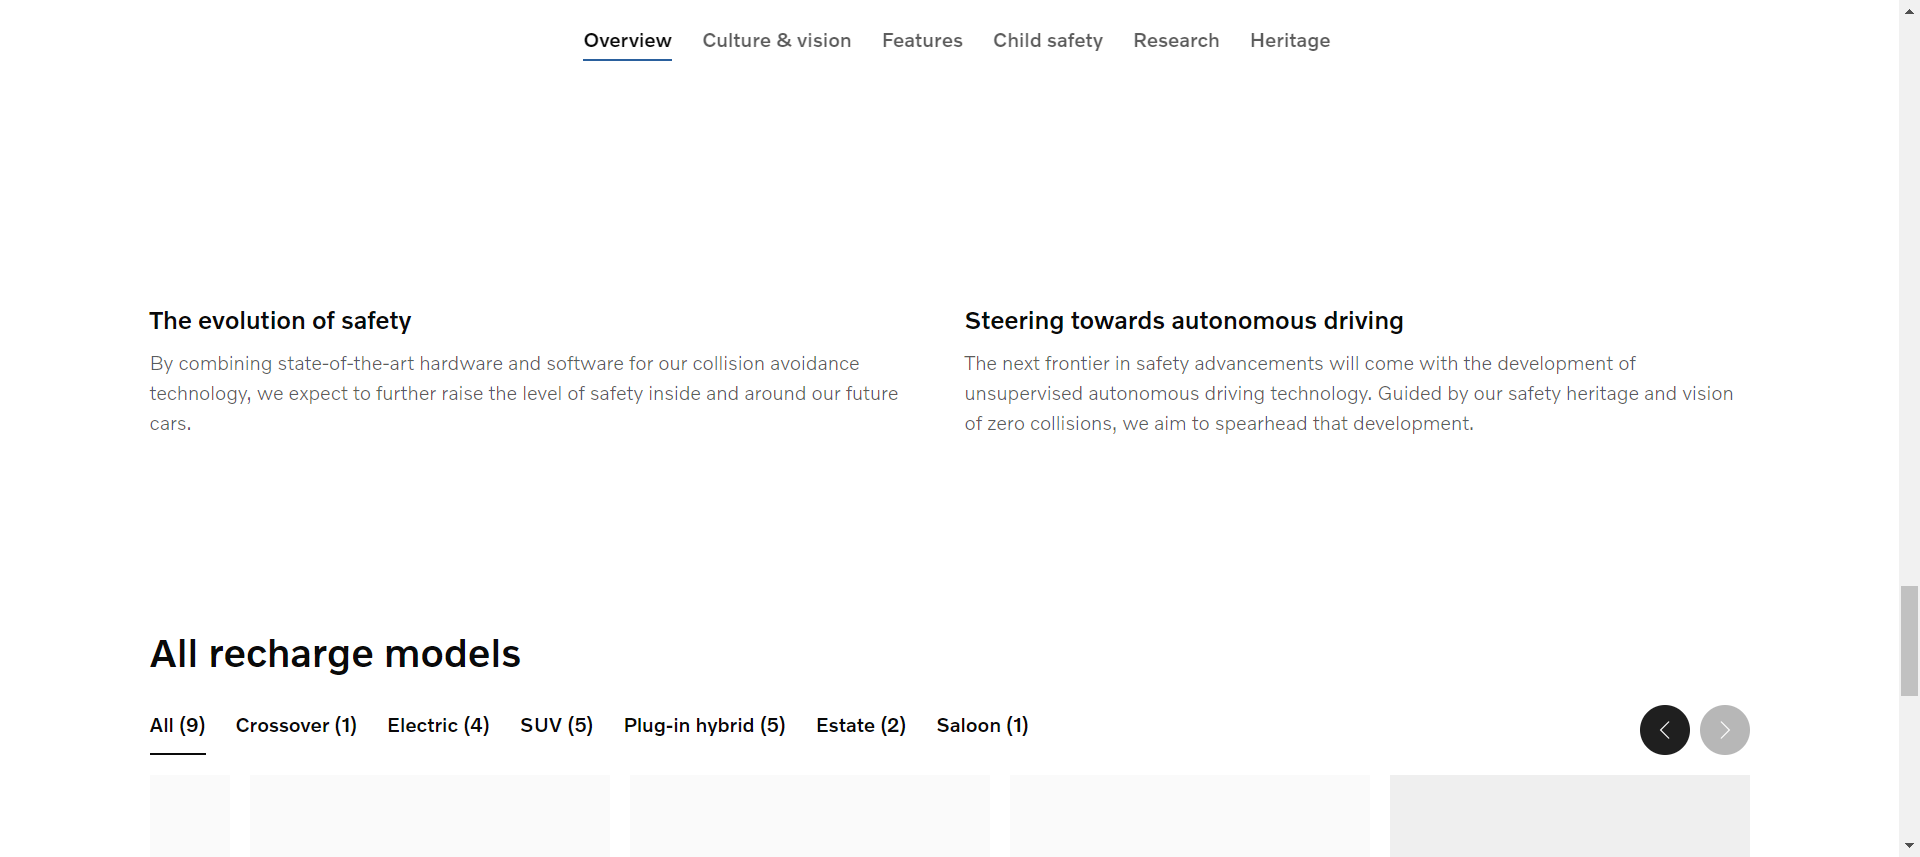 Overview Culture & vision Features Child safety Research Heritage
The evolution of safety
By combining state-of-the-art hardware and software for our collision avoidance
technology, we expect to further raise the level of safety inside and around our future
cars.
Steering towards autonomous driving
The next frontier in safety advancements will come with the development of
unsupervised autonomous driving technology. Guided by our safety heritage and vision
of zero collisions, we aim to spearhead that development.
All recharge models
All (9) Crossover (1) Electric (4) SUV (5) Plug-in hybrid (5) Estate (2) Saloon (1)